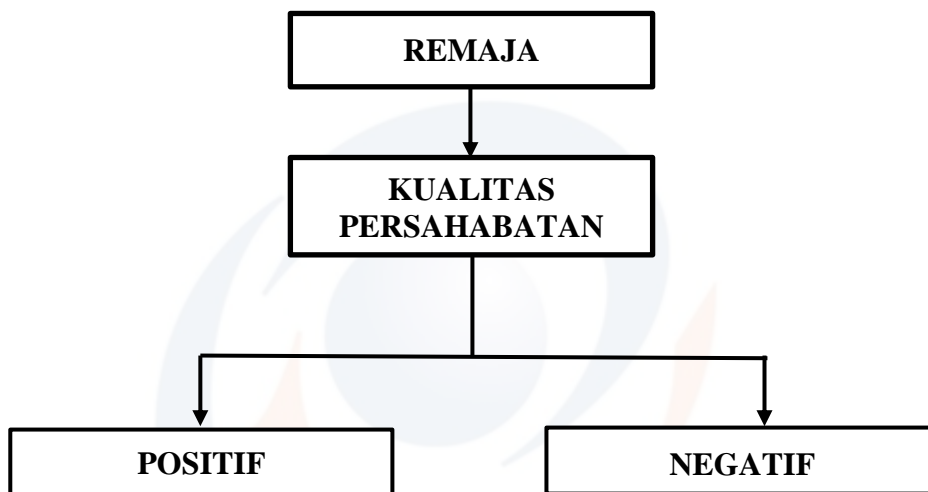 REMAJA
KUALITAS
PERSAHABATAN
POSITIF
NEGATIF